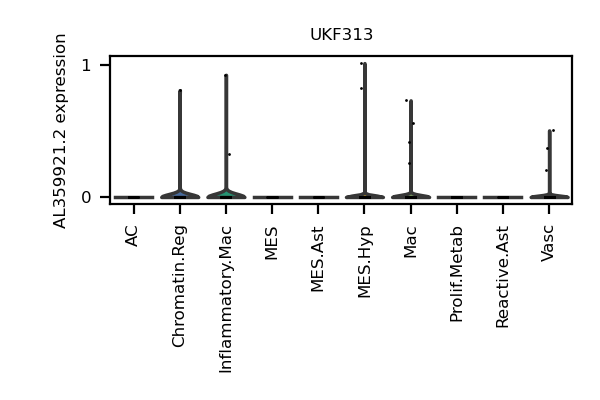 UKF313
AL359921.2 expression
1
0
AC
Chromatin.Reg
Inflammatory.Mac
MES
MES.Ast
MES.Hyp
Mac
Prolif.Metab
Reactive.Ast
Vasc